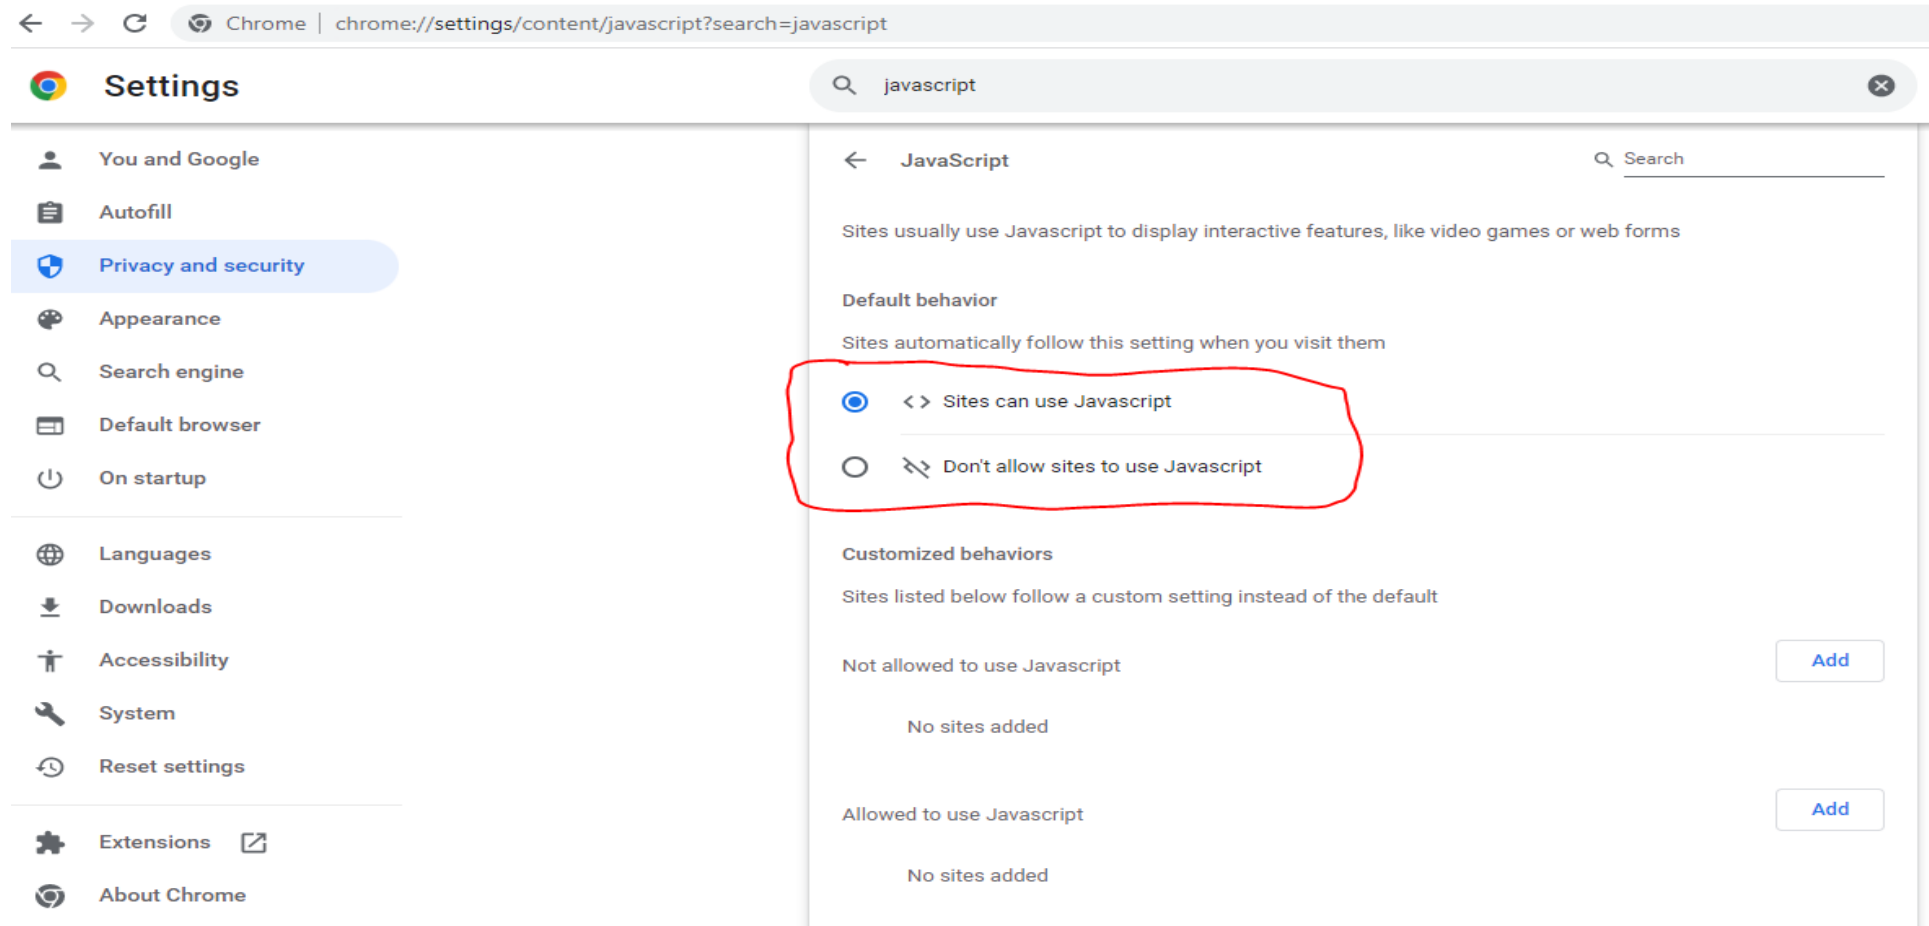 Chrome | chrome://settings/content/javascript?search=javascript
Settings
javascript
You and Google
Autofill
Privacy and security
Appearance
Search engine
Default browser
On startup
Languages
Downloads
Accessibility
System
Reset settings
Extensions
About Chrome
JavaScript
Search
Sites usually use Javascript to display interactive features, like video games or web forms
Default behavior
Sites automatically follow this setting when you visit them
<> Sites can use Javascript
Don't allow sites to use Javascript
Customized behaviors
Sites listed below follow a custom setting instead of the default
Not allowed to use Javascript
Add
No sites added
Allowed to use Javascript
Add
No sites added